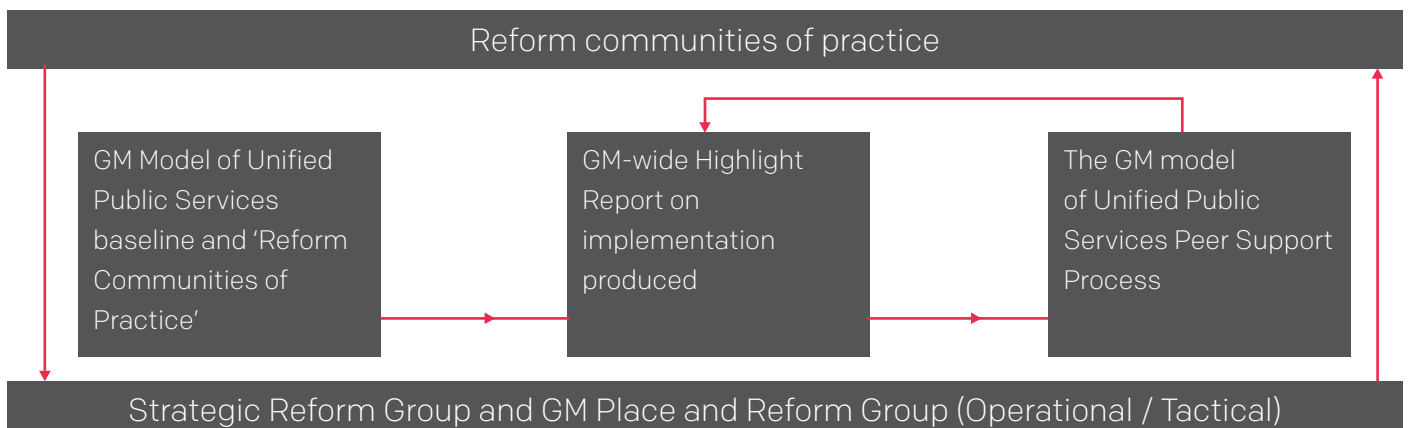 Reform communities of practice
GM Model of Unified
Public Services
baseline and ‘Reform
Communities of
Practice’
GM-wide Highlight
Report on
implementation
produced
The GM model
of Unified Public
Services Peer Support
Process
Strategic Reform Group and GM Place and Reform Group (Operational / Tactical)